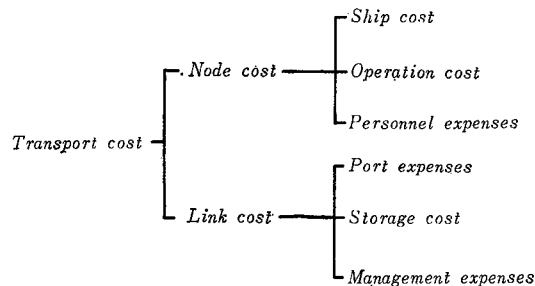 Ship cost
Node cost
Operation cost
Personnel expenses
Transport cost
Port expenses
Link cost
Storage cost
Management expenses